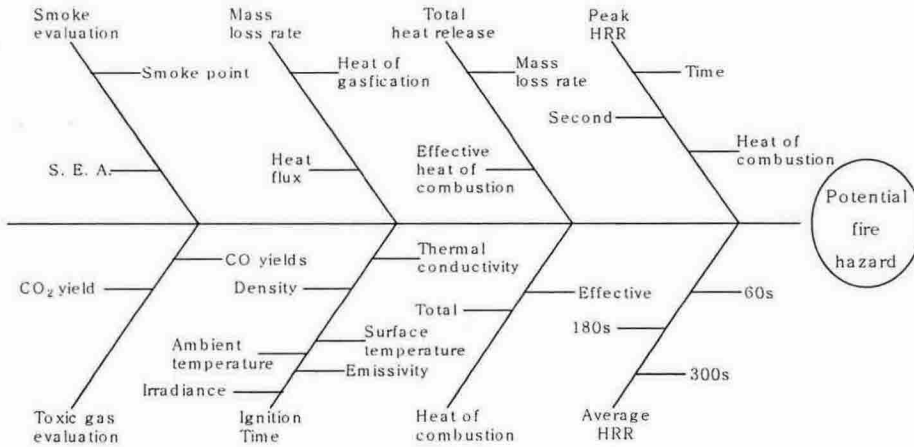 Smoke
evaluation
Mass
loss rate
Total
heat release
Peak
HRR
Smoke point
Heat of
gasfication
Mass
loss rate
Time
Second
S. E. A.
Heat
flux
Effective
heat of
combustion
Heat of
combustion
Potential
fire
hazard
CO yields
CO₂ yield
Thermal
conductivity
Density
Effective
Total
60s
180s
300s
Surface
temperature
Ambient
temperature
Emissivity
Irradiance
Toxic gas
evaluation
Ignition
Time
Heat of
combustion
Average
HRR